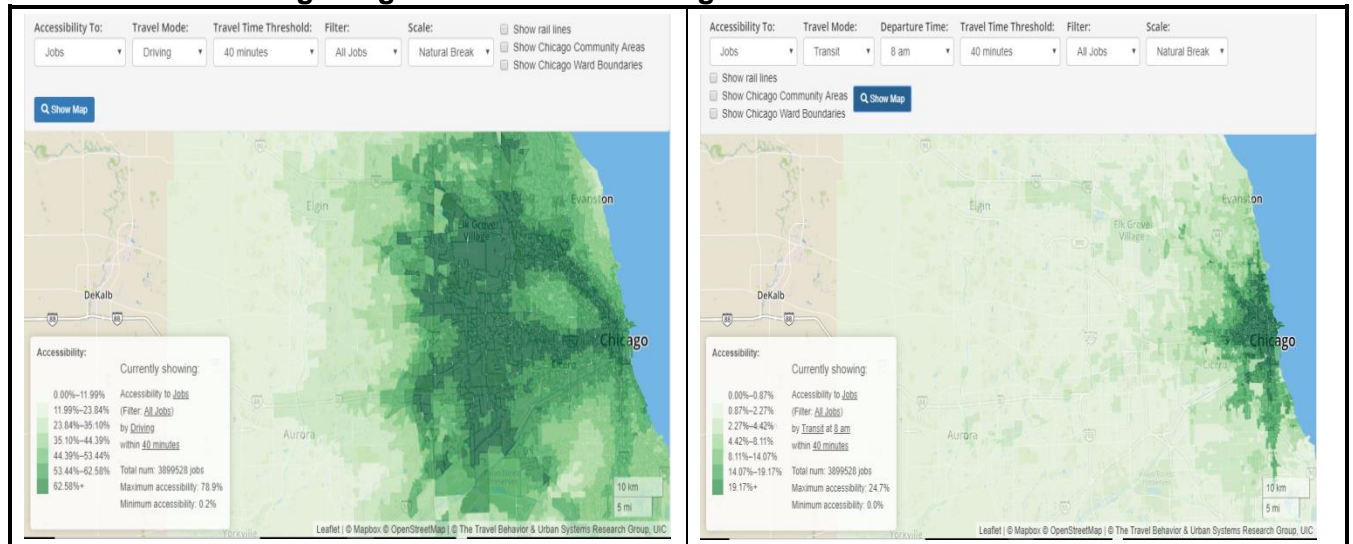 Accessibility To: Travel Mode: Travel Time Threshold: Filter: Scale:
Jobs Driving 40 minutes All Jobs Natural Break
Show rail lines
Show Chicago Community Areas
Show Chicago Ward Boundaries
Show Map
Elgin
Evanston
Elk Grove
Village
DeKalb
88
88
Chicago
Cicero
Aurora
Yorkville
Accessibility:
0.00%–11.99%
11.99%–23.84%
23.84%–35.10%
35.10%–44.39%
44.39%–53.44%
53.44%–62.58%
62.58%+
Currently showing:
Accessibility to Jobs
(Filter: All Jobs)
by Driving
within 40 minutes
Total num: 3899528 jobs
Maximum accessibility: 78.9%
Minimum accessibility: 0.2%
10 km
5 mi
Leaflet | © Mapbox © OpenStreetMap | © The Travel Behavior & Urban Systems Research Group, UIC
Accessibility To: Travel Mode: Departure Time: Travel Time Threshold: Filter: Scale:
Jobs Transit 8 am 40 minutes All Jobs Natural Break
Show rail lines
Show Chicago Community Areas
Show Chicago Ward Boundaries
Show Map
Elgin
Evanston
Elk Grove
Village
DeKalb
88
88
Chicago
Cicero
Aurora
Yorkville
Accessibility:
0.00%–0.87%
0.87%–2.27%
2.27%–4.42%
4.42%–8.11%
8.11%–14.07%
14.07%–19.17%
19.17%+
Currently showing:
Accessibility to Jobs
(Filter: All Jobs)
by Transit at 8 am
within 40 minutes
Total num: 3899528 jobs
Maximum accessibility: 24.7%
Minimum accessibility: 0.0%
10 km
5 mi
Leaflet | © Mapbox © OpenStreetMap | © The Travel Behavior & Urban Systems Research Group, UIC